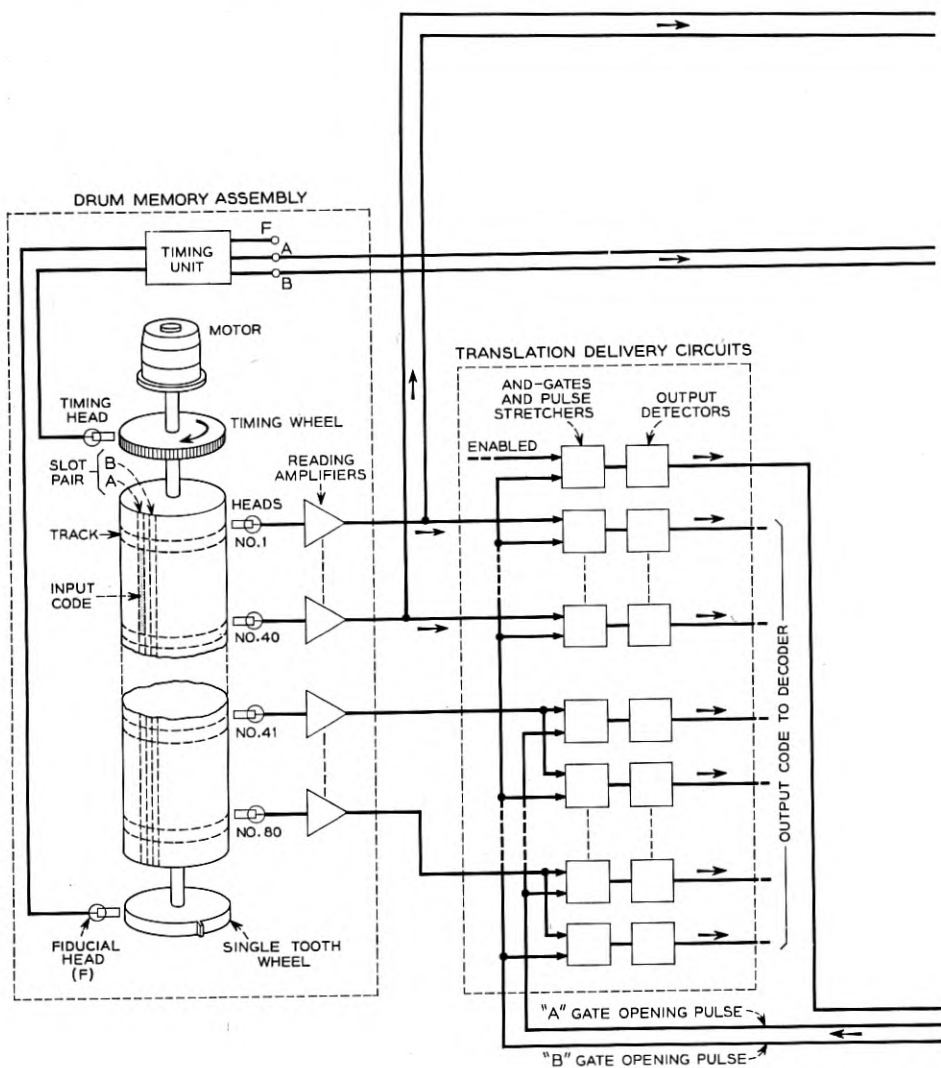 DRUM MEMORY ASSEMBLY
F
A
B
TIMING
UNIT
MOTOR
TIMING
HEAD
TIMING WHEEL
SLOT
PAIR
B
A
READING
AMPLIFIERS
HEADS
NO.1
TRACK
INPUT
CODE
NO.40
NO.41
NO.80
FIDUCIAL
HEAD
(F)
SINGLE TOOTH
WHEEL
TRANSLATION DELIVERY CIRCUITS
AND-GATES
AND PULSE
STRETCHERS
OUTPUT
DETECTORS
ENABLED
OUTPUT CODE TO DECODER
"A" GATE OPENING PULSE
"B" GATE OPENING PULSE